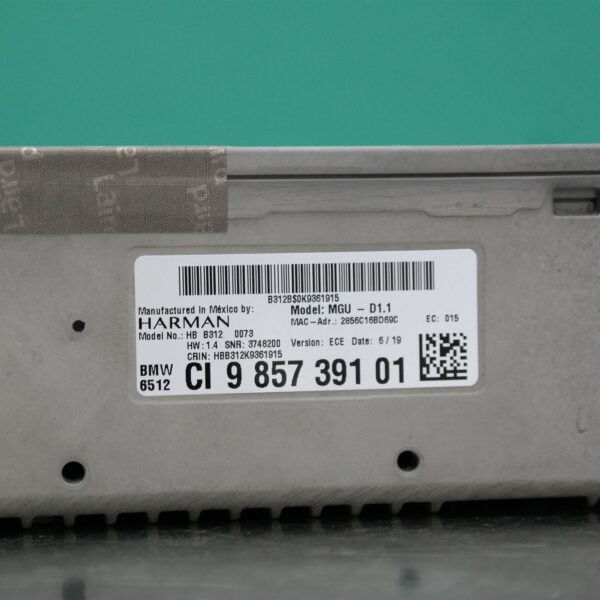 B312B$0K9361915
Manufactured in México by:
HARMAN
Model: MGU - D1.1
MAC-Adr.: 2856C16BD69C EC: 015
Model No.: HB B312 0073
HW: 1.4 SNR: 3748200 Version: ECE Date: 6/19
CRIN: HBB312K9361915
BMW
6512
CI 9 857 391 01